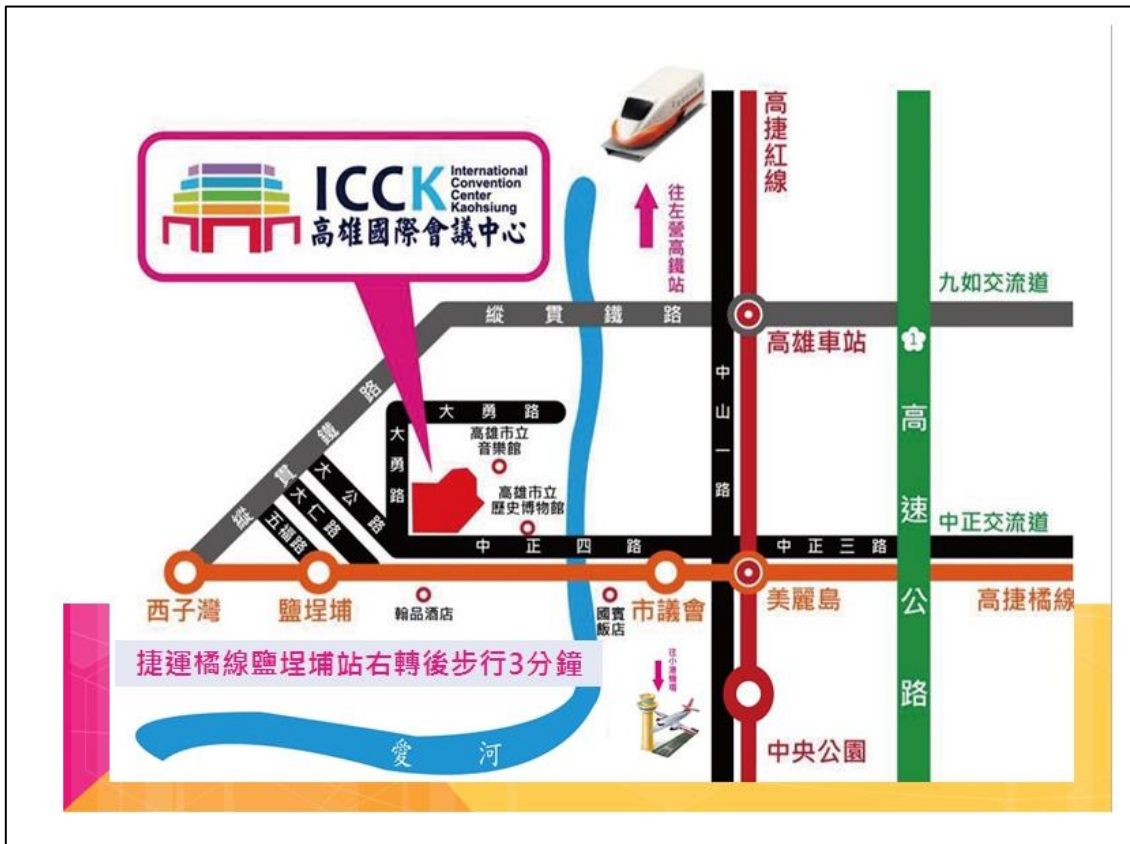 高捷紅線
ICCK
International
Convention
Center
Kaohsiung
高雄國際會議中心
往左營高鐵站
九如交流道
縱貫鐵路
高雄車站
1
高速公路
中山一路
縱貫鐵路
大勇路
大勇路
高雄市立
音樂館
高雄市立
歷史博物館
大公路
大仁路
五福路
中正四路
中正三路
中正交流道
西子灣
鹽埕埔
翰品酒店
國賓
飯店
市議會
美麗島
高捷橘線
捷運橘線鹽埕埔站右轉後步行3分鐘
往小港機場
愛河
中央公園